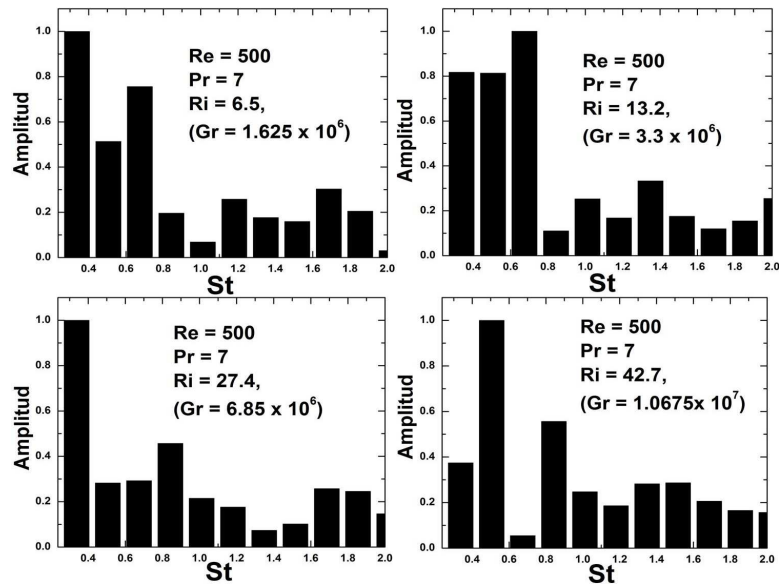 Amplitud
1.0
0.8
0.6
0.4
0.2
0.0
Re = 500
Pr = 7
Ri = 6.5,
(Gr = 1.625 x 10⁶)
0.4 0.6 0.8 1.0 1.2 1.4 1.6 1.8 2.0
St
Amplitud
1.0
0.8
0.6
0.4
0.2
0.0
Re = 500
Pr = 7
Ri = 13.2,
(Gr = 3.3 x 10⁶)
0.4 0.6 0.8 1.0 1.2 1.4 1.6 1.8 2.0
St
Amplitud
1.0
0.8
0.6
0.4
0.2
0.0
Re = 500
Pr = 7
Ri = 27.4,
(Gr = 6.85 x 10⁶)
0.4 0.6 0.8 1.0 1.2 1.4 1.6 1.8 2.0
St
Amplitud
1.0
0.8
0.6
0.4
0.2
0.0
Re = 500
Pr = 7
Ri = 42.7,
(Gr = 1.0675x 10⁷)
0.4 0.6 0.8 1.0 1.2 1.4 1.6 1.8 2.0
St